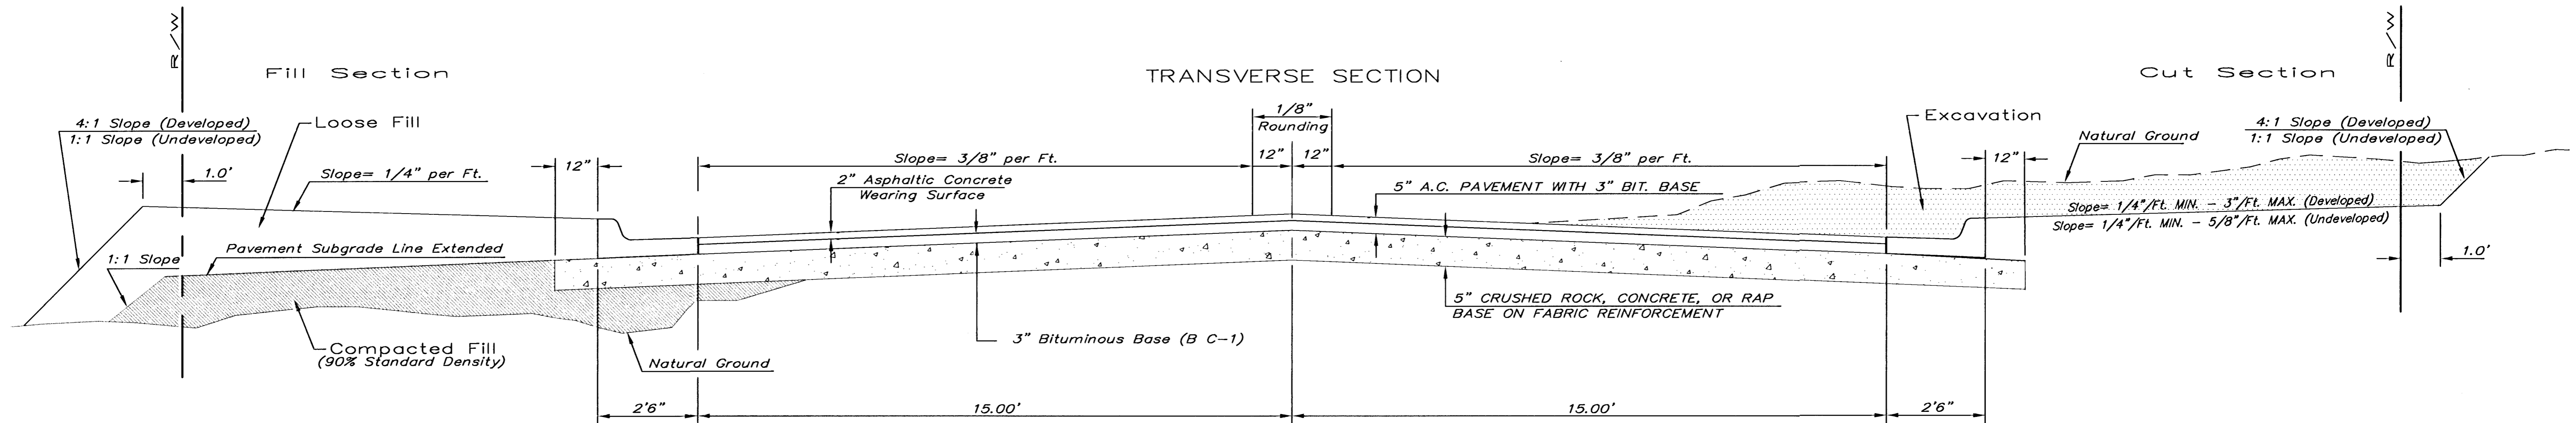 R/W
Fill Section
TRANSVERSE SECTION
Cut Section
R/W
4:1 Slope (Developed)
1:1 Slope (Undeveloped)
Loose Fill
1/8"
Rounding
Excavation
Natural Ground
4:1 Slope (Developed)
1:1 Slope (Undeveloped)
1.0'
Slope= 1/4" per Ft.
12"
Slope= 3/8" per Ft.
12"
12"
Slope= 3/8" per Ft.
12"
2" Asphaltic Concrete
Wearing Surface
5" A.C. PAVEMENT WITH 3" BIT. BASE
Slope= 1/4"/Ft. MIN. - 3"/Ft. MAX. (Developed)
Slope= 1/4"/Ft. MIN. - 5/8"/Ft. MAX. (Undeveloped)
Pavement Subgrade Line Extended
1:1 Slope
1.0'
5" CRUSHED ROCK, CONCRETE, OR RAP
BASE ON FABRIC REINFORCEMENT
3" Bituminous Base (B C-1)
Compacted Fill
(90% Standard Density)
Natural Ground
2'6"
15.00'
15.00'
2'6"